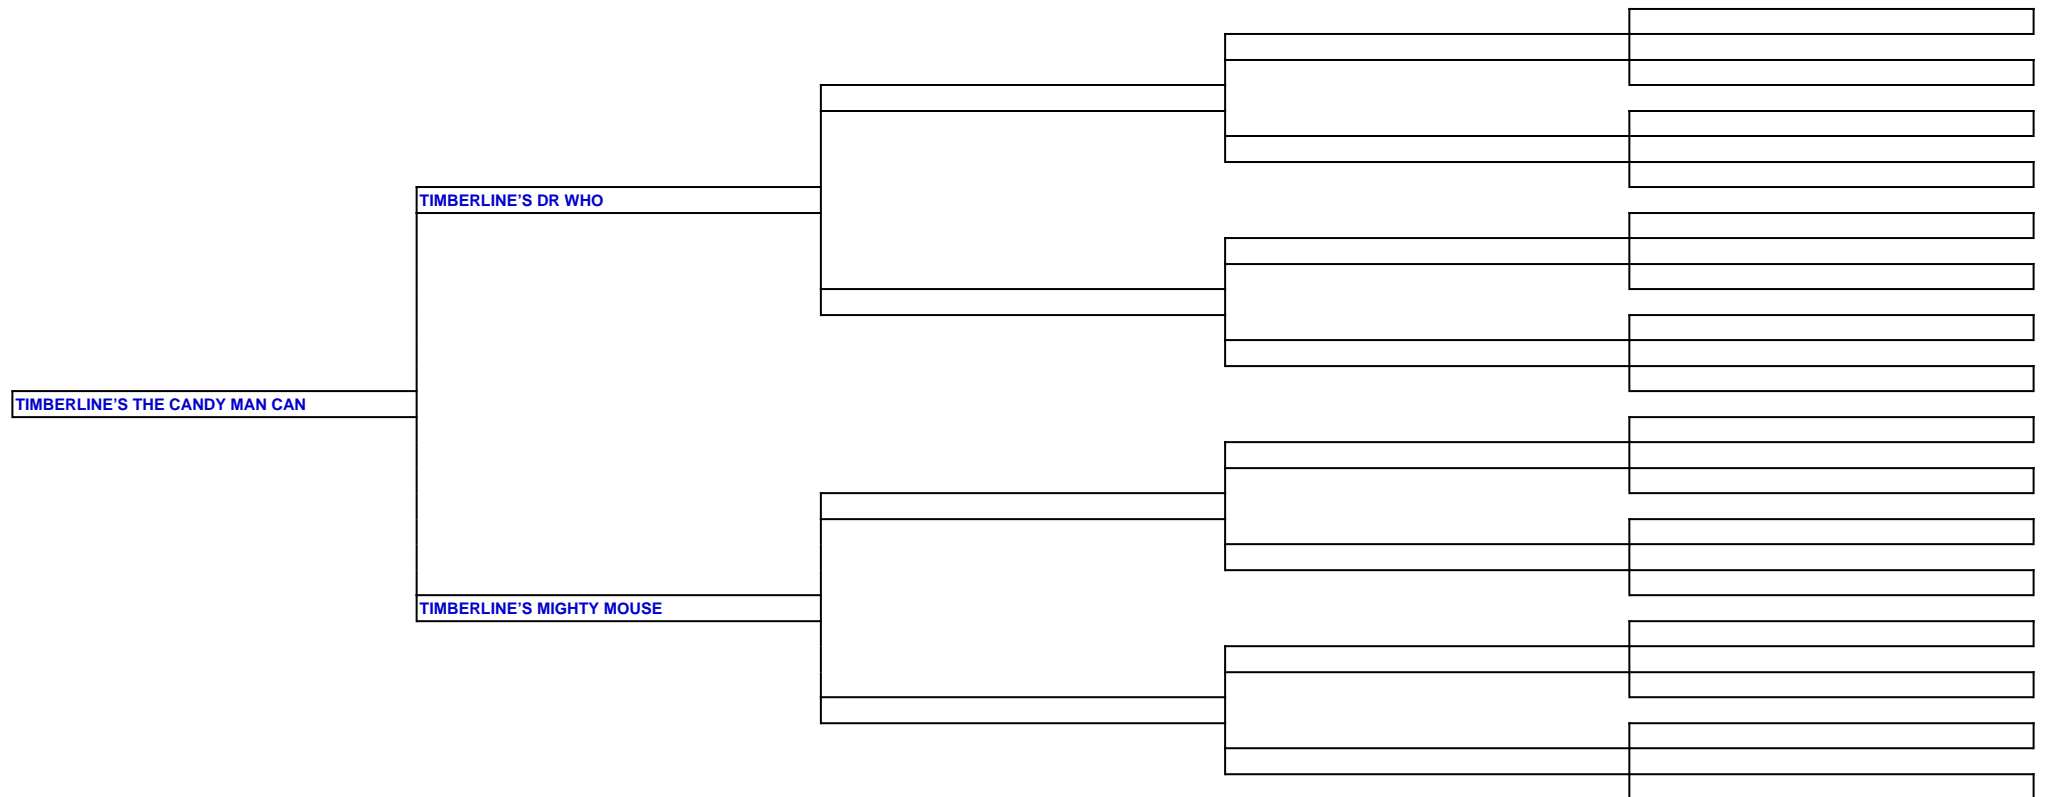 TIMBERLINE’S DR WHO
TIMBERLINE’S THE CANDY MAN CAN
TIMBERLINE’S MIGHTY MOUSE